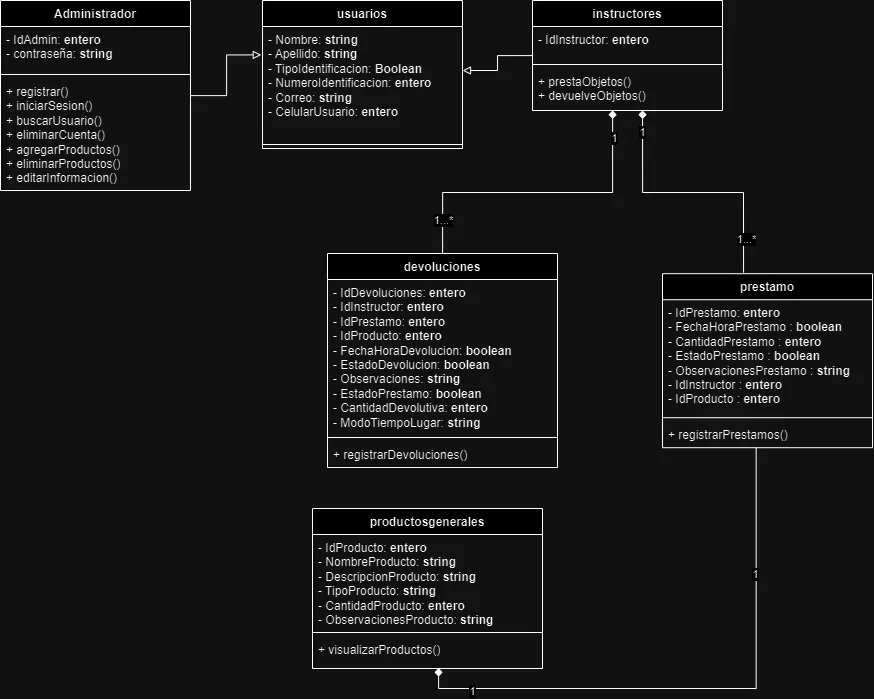 Administrador
- IdAdmin: entero
- contraseña: string
+ registrar()
+ iniciarSesion()
+ buscarUsuario()
+ eliminarCuenta()
+ agregarProductos()
+ eliminarProductos()
+ editarInformacion()
usuarios
- Nombre: string
- Apellido: string
- TipoIdentificacion: Boolean
- NumeroIdentificacion: entero
- Correo: string
- CelularUsuario: entero
instructores
- IdInstructor: entero
+ prestaObjetos()
+ devuelveObjetos()
1
1
1...*
1...*
devoluciones
- IdDevoluciones: entero
- IdInstructor: entero
- IdPrestamo: entero
- IdProducto: entero
- FechaHoraDevolucion: boolean
- EstadoDevolucion: boolean
- Observaciones: string
- EstadoPrestamo: boolean
- CantidadDevolutiva: entero
- ModoTiempoLugar: string
+ registrarDevoluciones()
prestamo
- IdPrestamo: entero
- FechaHoraPrestamo : boolean
- CantidadPrestamo : entero
- EstadoPrestamo : boolean
- ObservacionesPrestamo : string
- IdInstructor : entero
- IdProducto : entero
+ registrarPrestamos()
productosgenerales
- IdProducto: entero
- NombreProducto: string
- DescripcionProducto: string
- TipoProducto: string
- CantidadProducto: entero
- ObservacionesProducto: string
+ visualizarProductos()
1
1